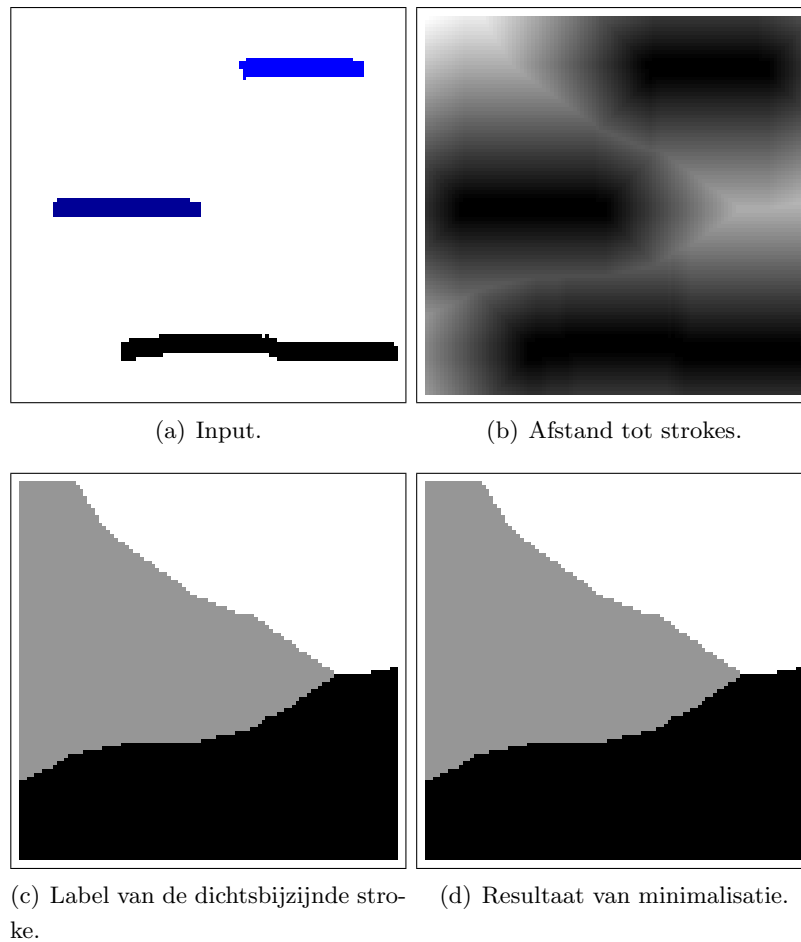 (a) Input.
(b) Afstand tot strokes.
(c) Label van de dichtsbijzijnde stro-
ke.
(d) Resultaat van minimalisatie.